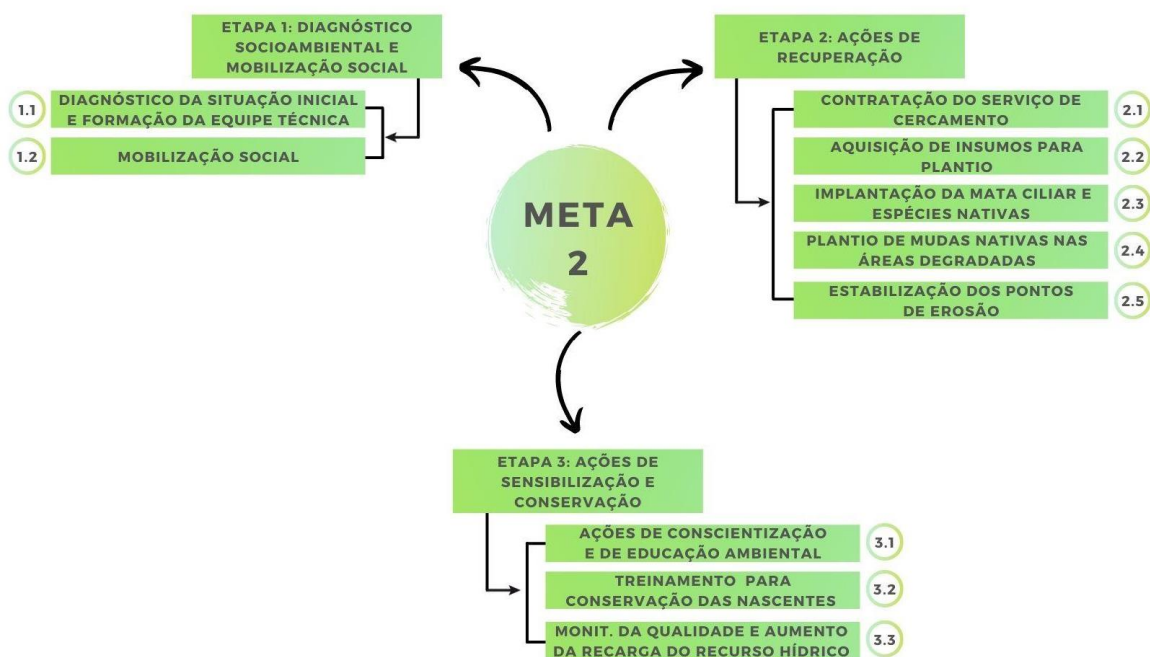 ETAPA 1: DIAGNÓSTICO
SOCIOAMBIENTAL E
MOBILIZAÇÃO SOCIAL
1.1
DIAGNÓSTICO DA SITUAÇÃO INICIAL
E FORMAÇÃO DA EQUIPE TÉCNICA
1.2
MOBILIZAÇÃO SOCIAL
META
2
ETAPA 2: AÇÕES DE
RECUPERAÇÃO
CONTRATAÇÃO DO SERVIÇO DE
CERCAMENTO
2.1
AQUISIÇÃO DE INSUMOS PARA
PLANTIO
2.2
IMPLANTAÇÃO DA MATA CILIAR E
ESPÉCIES NATIVAS
2.3
PLANTIO DE MUDAS NATIVAS NAS
ÁREAS DEGRADADAS
2.4
ESTABILIZAÇÃO DOS PONTOS
DE EROSÃO
2.5
ETAPA 3: AÇÕES DE
SENSIBILIZAÇÃO E
CONSERVAÇÃO
AÇÕES DE CONSCIENTIZAÇÃO
E DE EDUCAÇÃO AMBIENTAL
3.1
TREINAMENTO PARA
CONSERVAÇÃO DAS NASCENTES
3.2
MONIT. DA QUALIDADE E AUMENTO
DA RECARGA DO RECURSO HÍDRICO
3.3